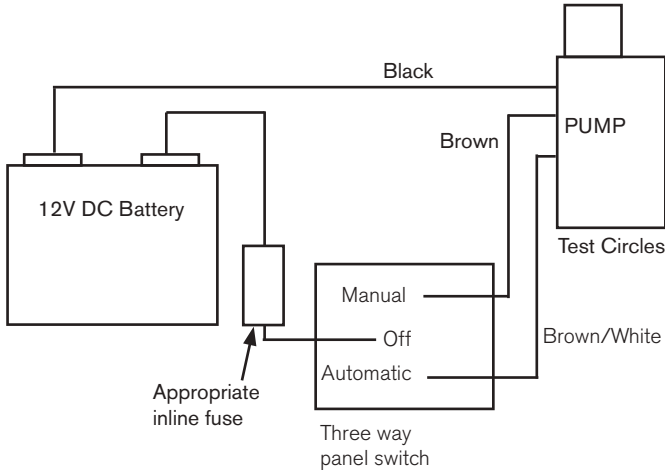 Black
PUMP
Brown
12V DC Battery
Test Circles
Manual
Off
Brown/White
Automatic
Appropriate
inline fuse
Three way
panel switch